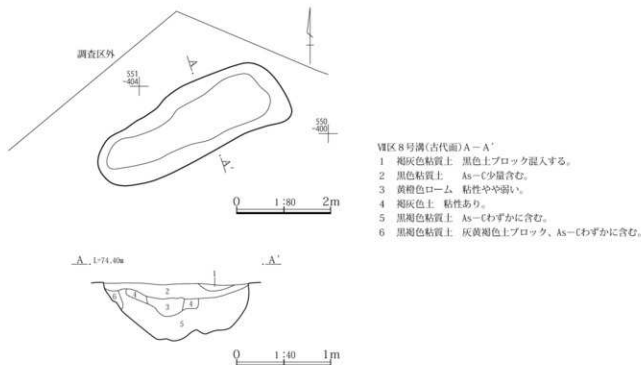 調査区外
A
551
-404
550
-400
A'
0 1:80 2m
Ⅶ区8号溝(古代面)A-A'
1 褐灰色粘質土 黒色土ブロック混入する。
2 黒色粘質土 As-C少量含む。
3 黄橙色ローム 粘性やや弱い。
4 褐灰色土 粘性あり。
5 黒褐色粘質土 As-Cわずかに含む。
6 黒褐色粘質土 灰黄褐色土ブロック、As-Cわずかに含む。
A L=74.40m A'
1
2
6 4 3 4
5
0 1:40 1m